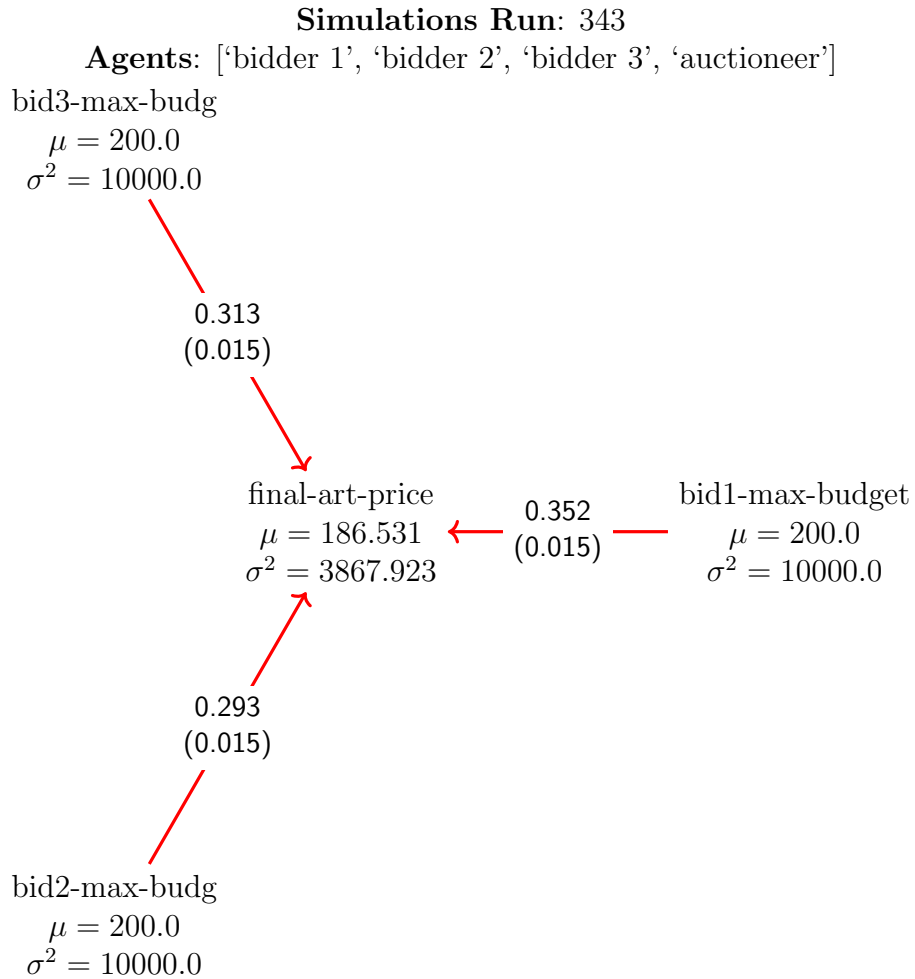 Simulations Run: 343
Agents: [‘bidder 1’, ‘bidder 2’, ‘bidder 3’, ‘auctioneer’]
bid3-max-budg
μ = 200.0
σ² = 10000.0
0.313
(0.015)
final-art-price
μ = 186.531
σ² = 3867.923
0.352
(0.015)
bid1-max-budget
μ = 200.0
σ² = 10000.0
0.293
(0.015)
bid2-max-budg
μ = 200.0
σ² = 10000.0